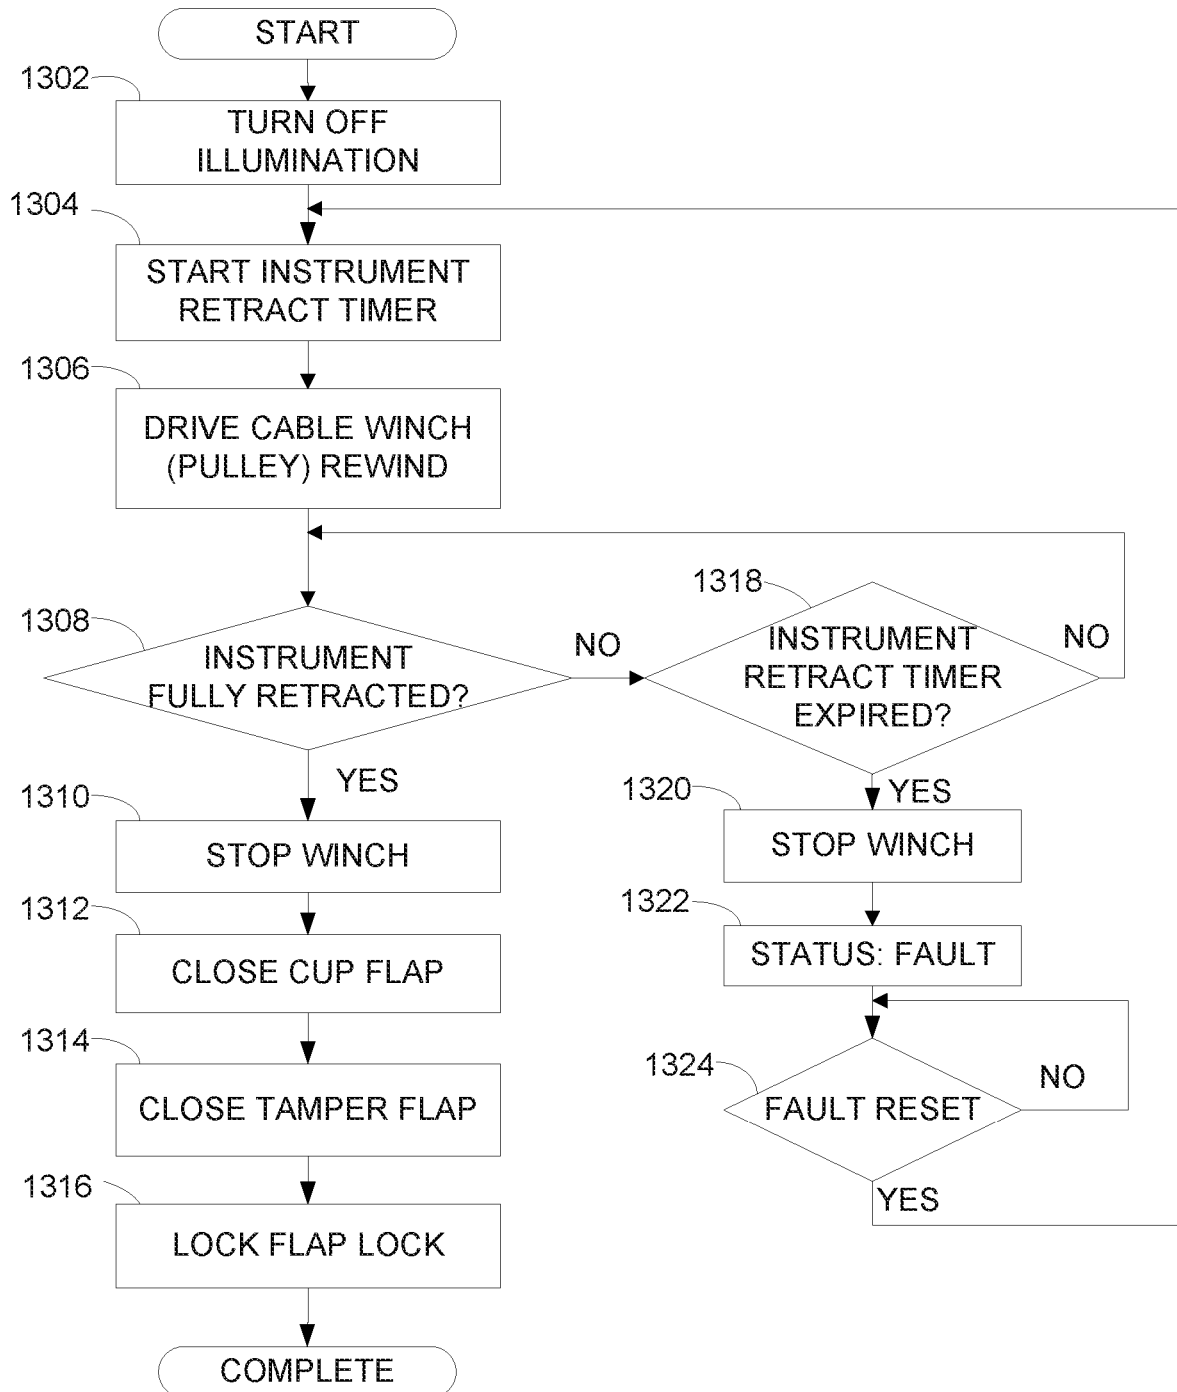 START
1302
TURN OFF
ILLUMINATION
1304
START INSTRUMENT
RETRACT TIMER
1306
DRIVE CABLE WINCH
(PULLEY) REWIND
1308
INSTRUMENT
FULLY RETRACTED?
NO
1318
INSTRUMENT
RETRACT TIMER
EXPIRED?
NO
YES
1310
STOP WINCH
1312
CLOSE CUP FLAP
1314
CLOSE TAMPER FLAP
1316
LOCK FLAP LOCK
COMPLETE
YES
1320
STOP WINCH
1322
STATUS: FAULT
1324
FAULT RESET
NO
YES